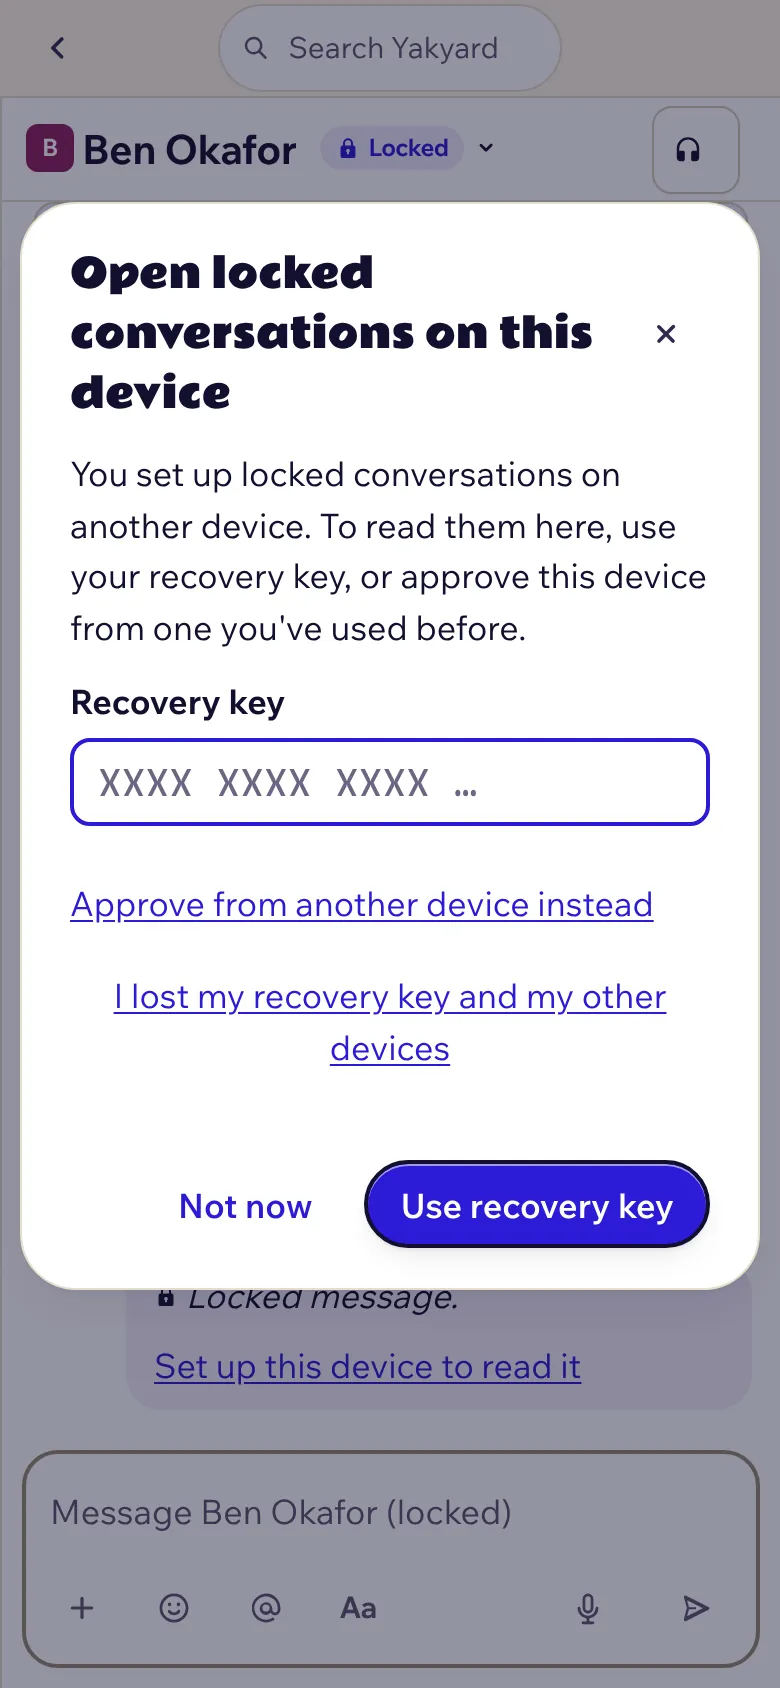 Search Yakyard
B Ben Okafor Locked
Open locked
conversations on this
device
You set up locked conversations on
another device. To read them here, use
your recovery key, or approve this device
from one you've used before.
Recovery key
XXXX XXXX XXXX …
Approve from another device instead
I lost my recovery key and my other
devices
Not now Use recovery key
Locked message.
Set up this device to read it
Message Ben Okafor (locked)
Aa